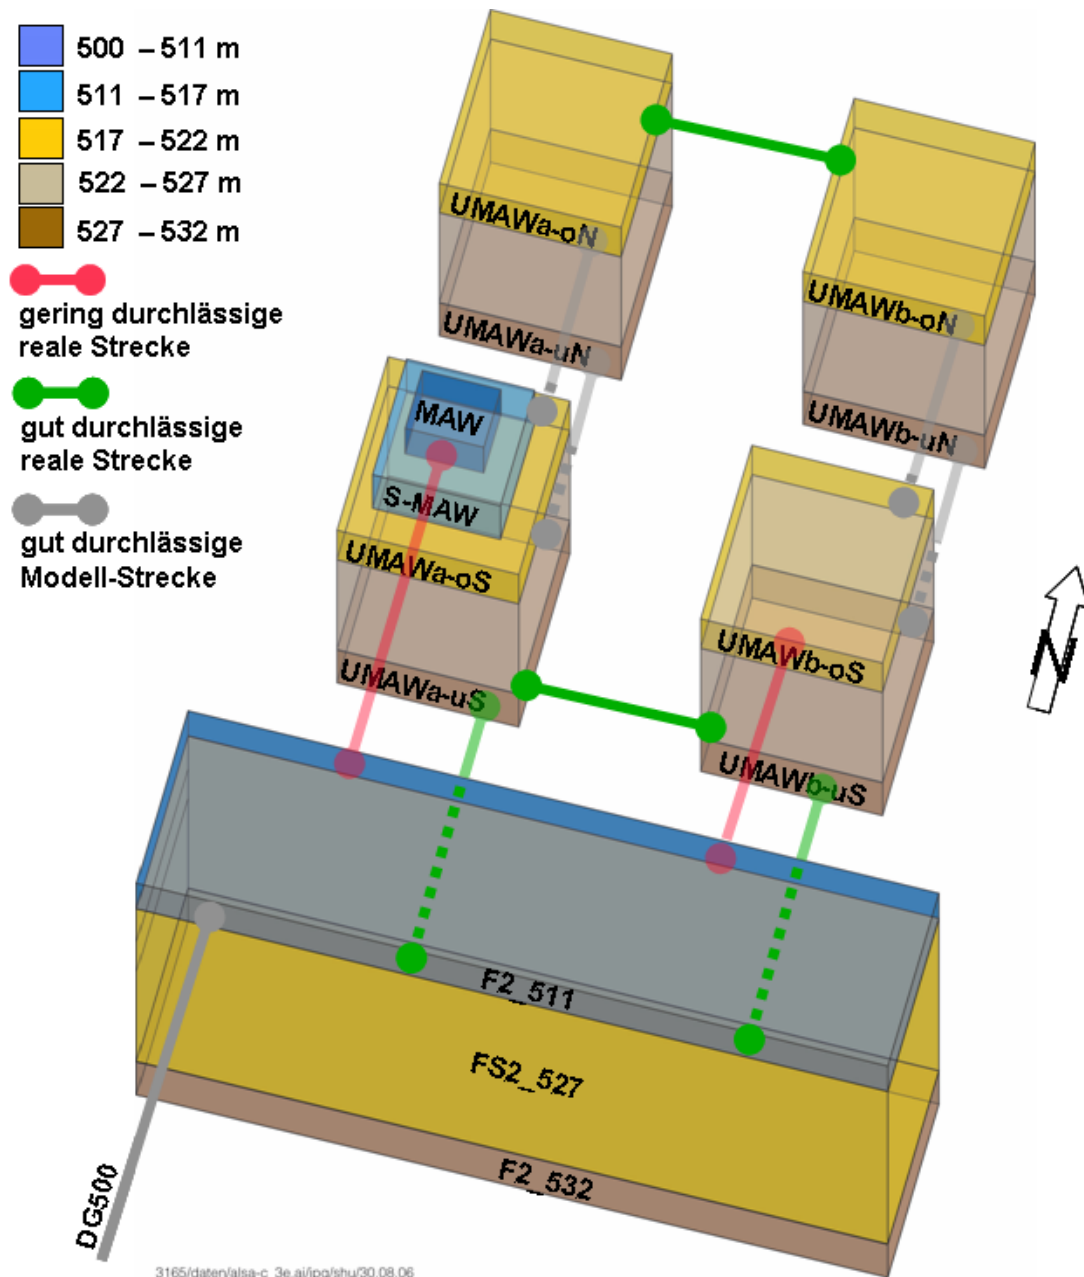 500 – 511 m
511 – 517 m
517 – 522 m
522 – 527 m
527 – 532 m
gering durchlässige
reale Strecke
gut durchlässige
reale Strecke
gut durchlässige
Modell-Strecke
UMAWa-oN
UMAWa-uN
UMAWb-oN
UMAWb-uN
MAW
S-MAW
UMAWa-oS
UMAWa-uS
UMAWb-oS
UMAWb-uS
N
F2_511
FS2_527
F2_532
DG500
3165/daten/alsa-c_3e.ai/jpg/shu/30.08.06